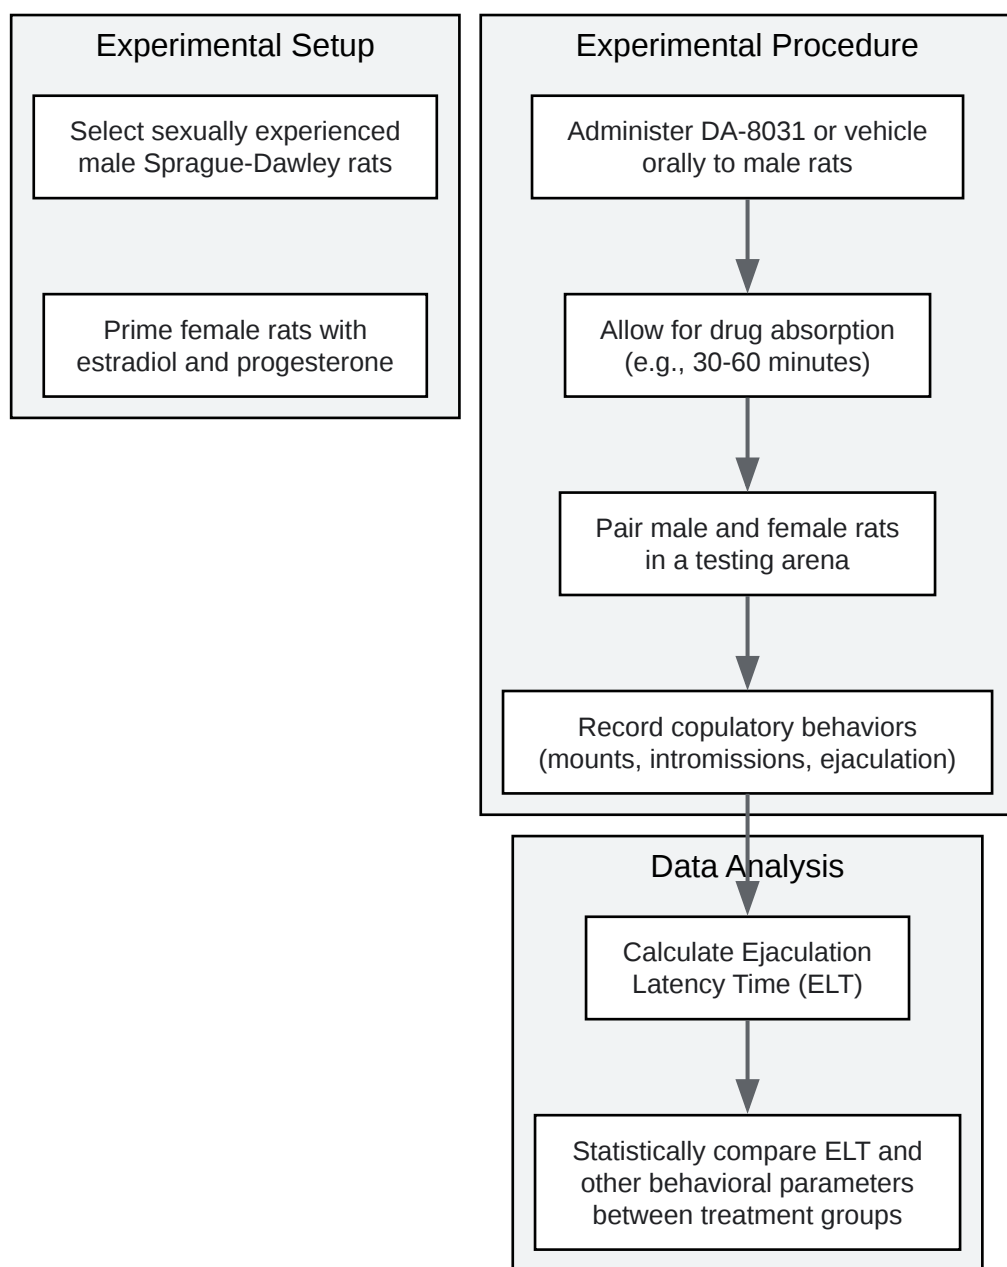 Experimental Setup
Select sexually experienced
male Sprague-Dawley rats
Prime female rats with
estradiol and progesterone
Experimental Procedure
Administer DA-8031 or vehicle
orally to male rats
Allow for drug absorption
(e.g., 30-60 minutes)
Pair male and female rats
in a testing arena
Record copulatory behaviors
(mounts, intromissions, ejaculation)
Data Analysis
Calculate Ejaculation
Latency Time (ELT)
Statistically compare ELT and
other behavioral parameters
between treatment groups